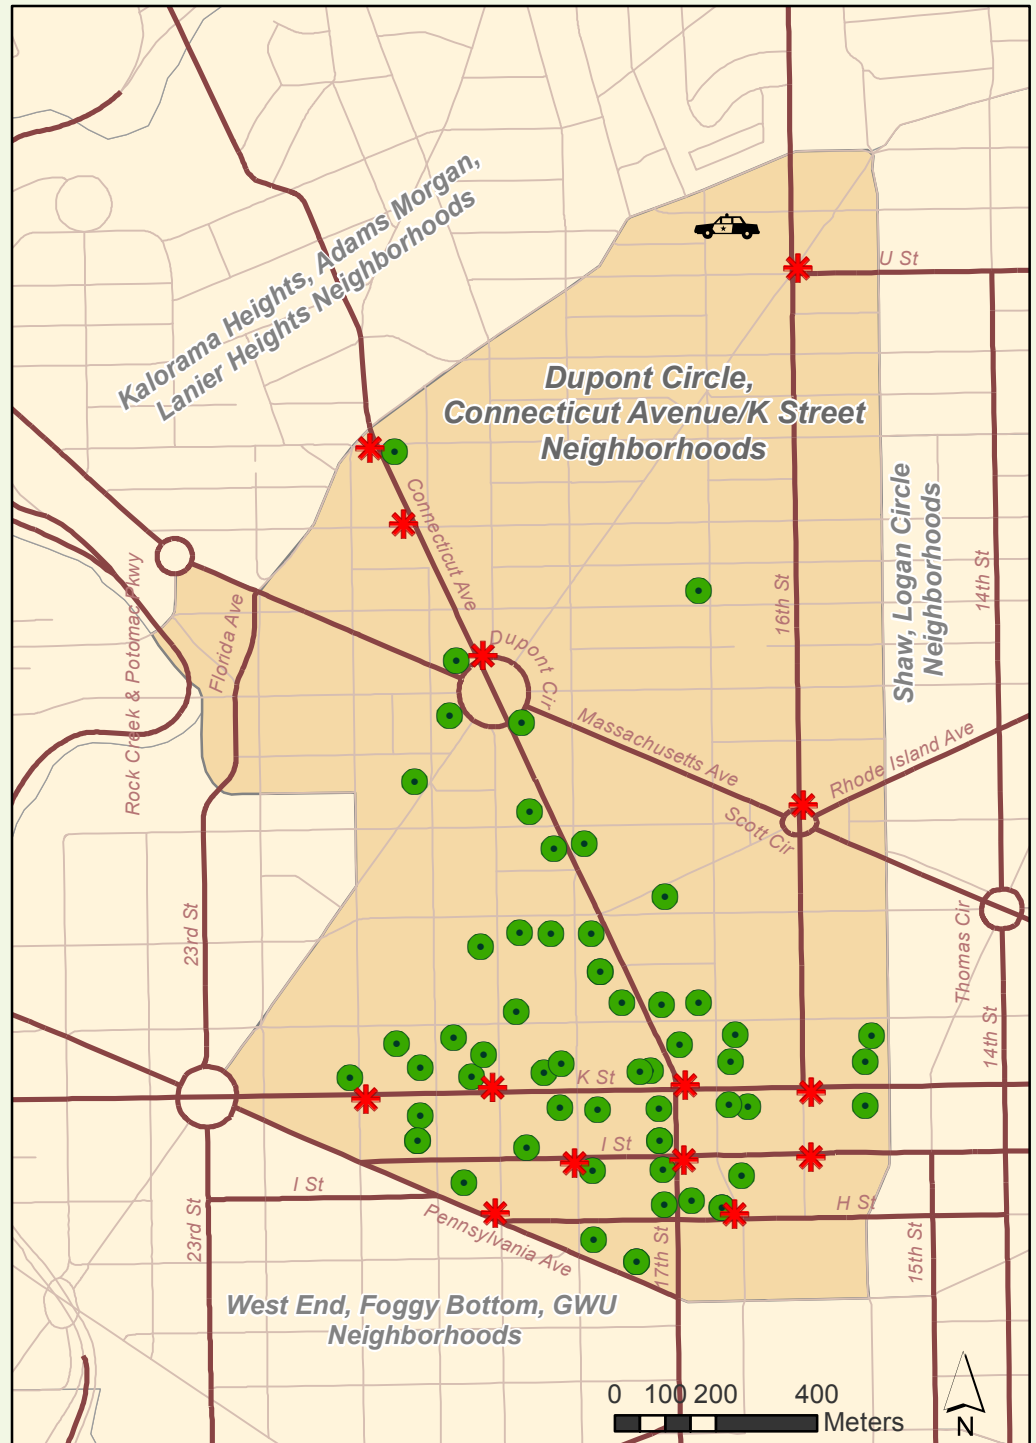 Kalorama Heights, Adams Morgan,
Lanier Heights Neighborhoods
U St
Dupont Circle,
Connecticut Avenue/K Street
Neighborhoods
Connecticut Ave
Shaw, Logan Circle
Neighborhoods
16th St
14th St
Rock Creek & Potomac Pkwy
Florida Ave
Dupont Cir
Massachusetts Ave
Rhode Island Ave
Scott Cir
23rd St
Thomas Cir
14th St
K St
I St
I St
H St
23rd St
Pennsylvania Ave
17th St
15th St
West End, Foggy Bottom, GWU
Neighborhoods
0 100 200 400
Meters
N